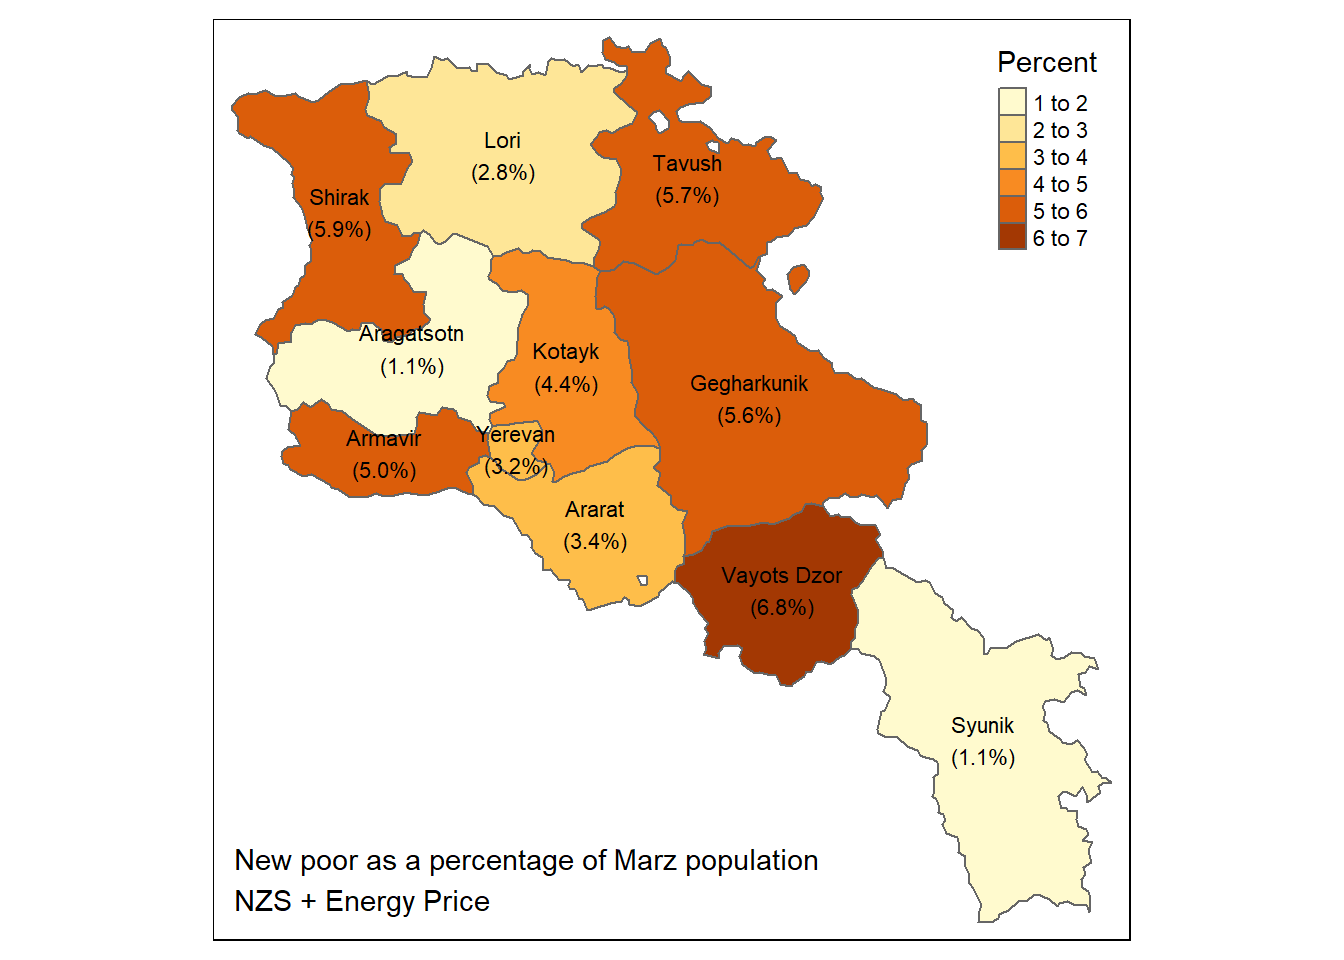 Percent
1 to 2
2 to 3
3 to 4
4 to 5
5 to 6
6 to 7
Lori
(2.8%)
Tavush
(5.7%)
Shirak
(5.9%)
Aragatsotn
(1.1%)
Kotayk
(4.4%)
Gegharkunik
(5.6%)
Armavir
(5.0%)
Yerevan
(3.2%)
Ararat
(3.4%)
Vayots Dzor
(6.8%)
Syunik
(1.1%)
New poor as a percentage of Marz population
NZS + Energy Price